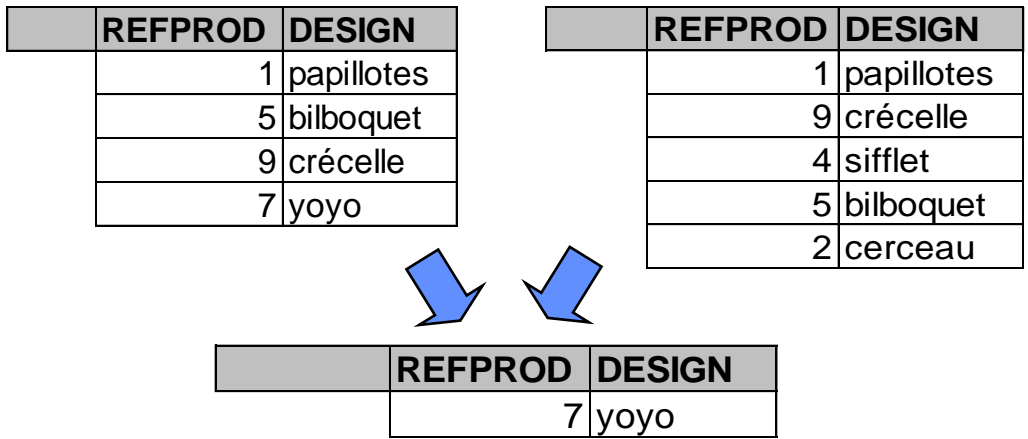 REFPROD DESIGN
1 papillotes
5 bilboquet
9 crécelle
7 yoyo
REFPROD DESIGN
1 papillotes
9 crécelle
4 sifflet
5 bilboquet
2 cerceau
REFPROD DESIGN
7 yoyo